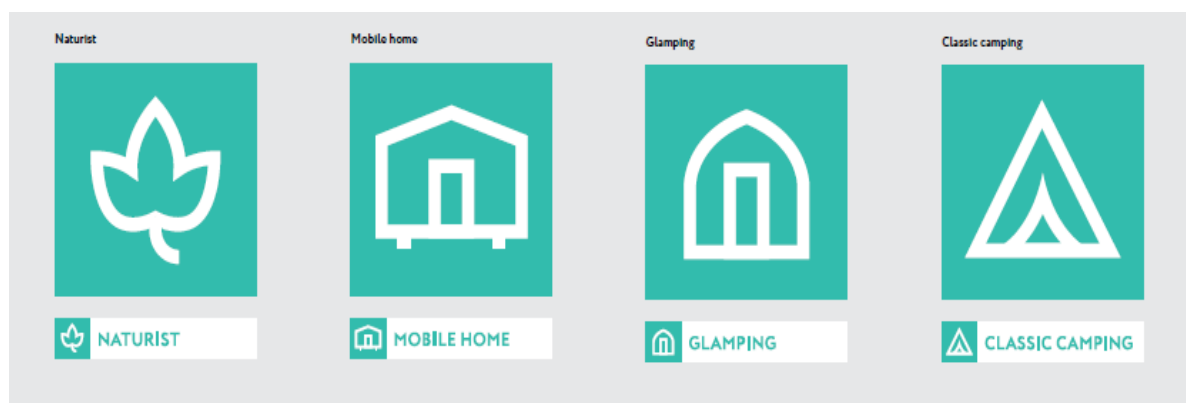 Naturist
Mobile home
Glamping
Classic camping
NATURIST
MOBILE HOME
GLAMPING
CLASSIC CAMPING